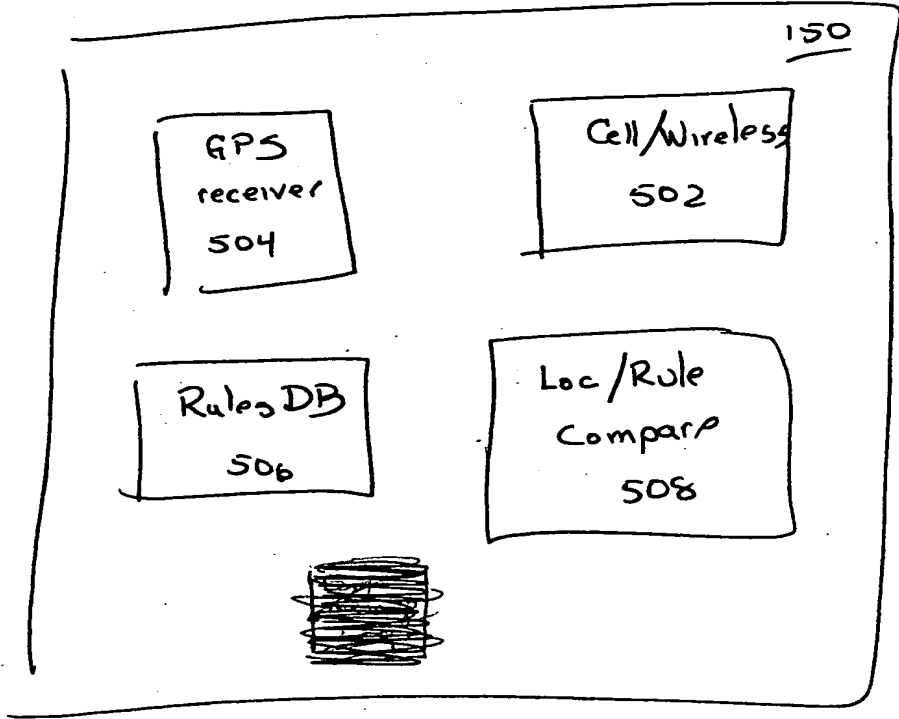 150
GPS
receiver
504
Cell/Wireless
502
Rules DB
506
Loc/Rule
Compare
508